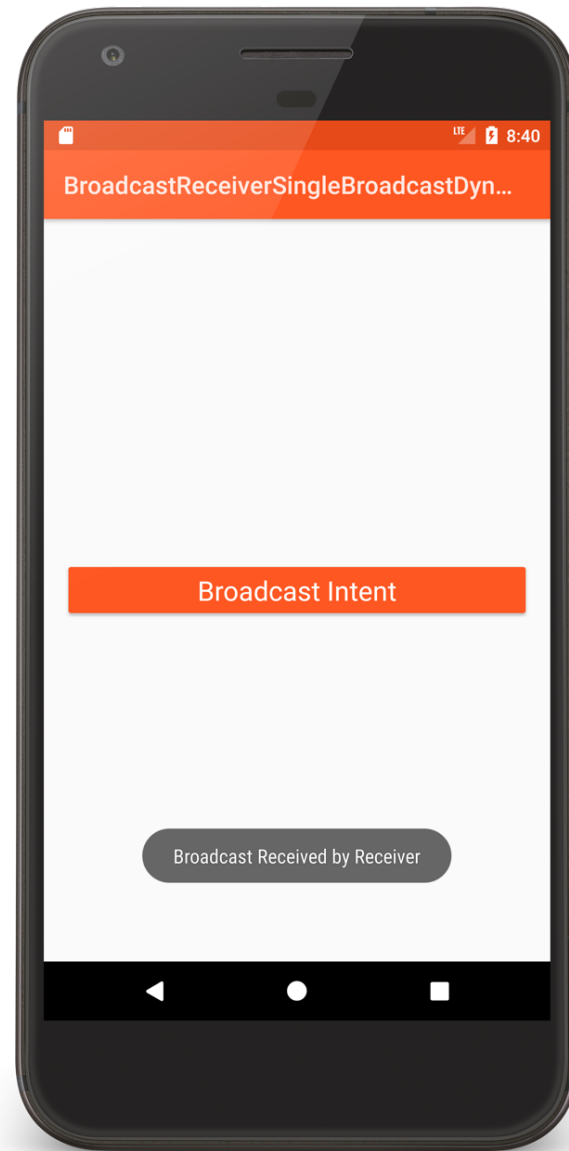 LTE 8:40
BroadcastReceiverSingleBroadcastDyn...
Broadcast Intent
Broadcast Received by Receiver